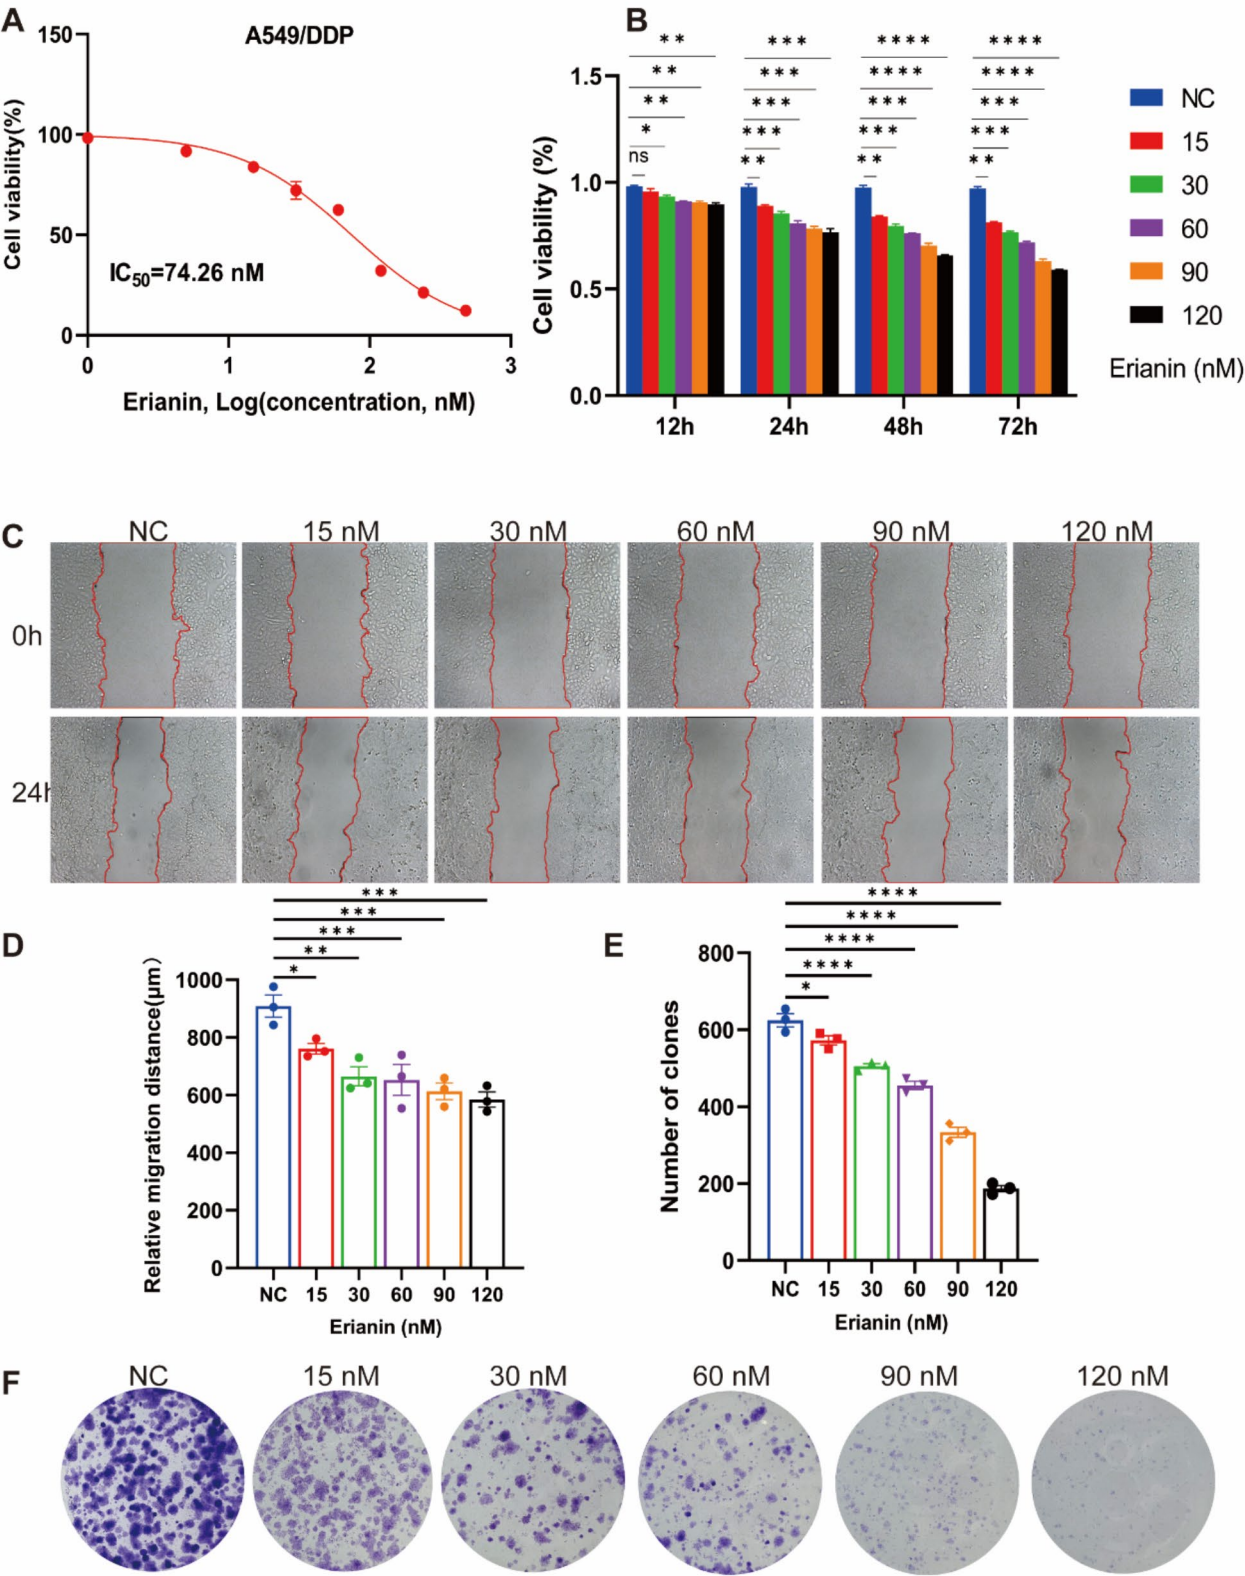 A
A549/DDP
150
100
50
0
Cell viability(%)
IC50=74.26 nM
0 1 2 3
Erianin, Log(concentration, nM)
B
** *** **** ****
** *** **** ****
** *** *** ***
* *** *** ***
ns ** ** **
1.5
1.0
0.5
0.0
Cell viability (%)
12h 24h 48h 72h
NC
15
30
60
90
120
Erianin (nM)
C
NC 15 nM 30 nM 60 nM 90 nM 120 nM
0h
24h
D
***
***
***
**
*
1000
800
600
400
200
0
Relative migration distance(μm)
NC 15 30 60 90 120
Erianin (nM)
E
****
****
****
****
*
800
600
400
200
0
Number of clones
NC 15 30 60 90 120
Erianin (nM)
F
NC 15 nM 30 nM 60 nM 90 nM 120 nM